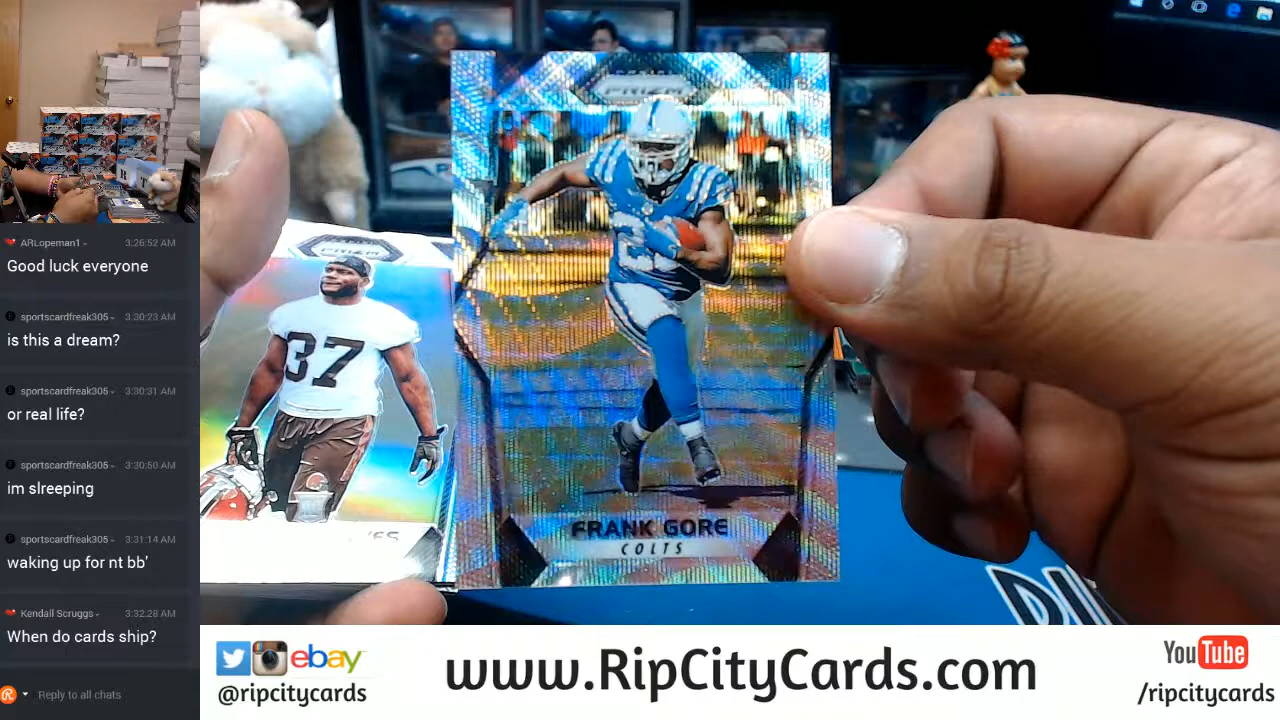 ARLopeman1
3:26:52 AM
Good luck everyone
sportscardfreak305
3:30:23 AM
is this a dream?
sportscardfreak305
3:30:31 AM
or real life?
sportscardfreak305
3:30:50 AM
im slreeping
sportscardfreak305
3:31:14 AM
waking up for nt bb'
Kendall Scruggs
3:32:28 AM
When do cards ship?
Reply to all chats
PRIZM
37
PRIZM
FRANK GORE
COLTS
ebay
@ripcitycards
www.RipCityCards.com
YouTube
/ripcitycards